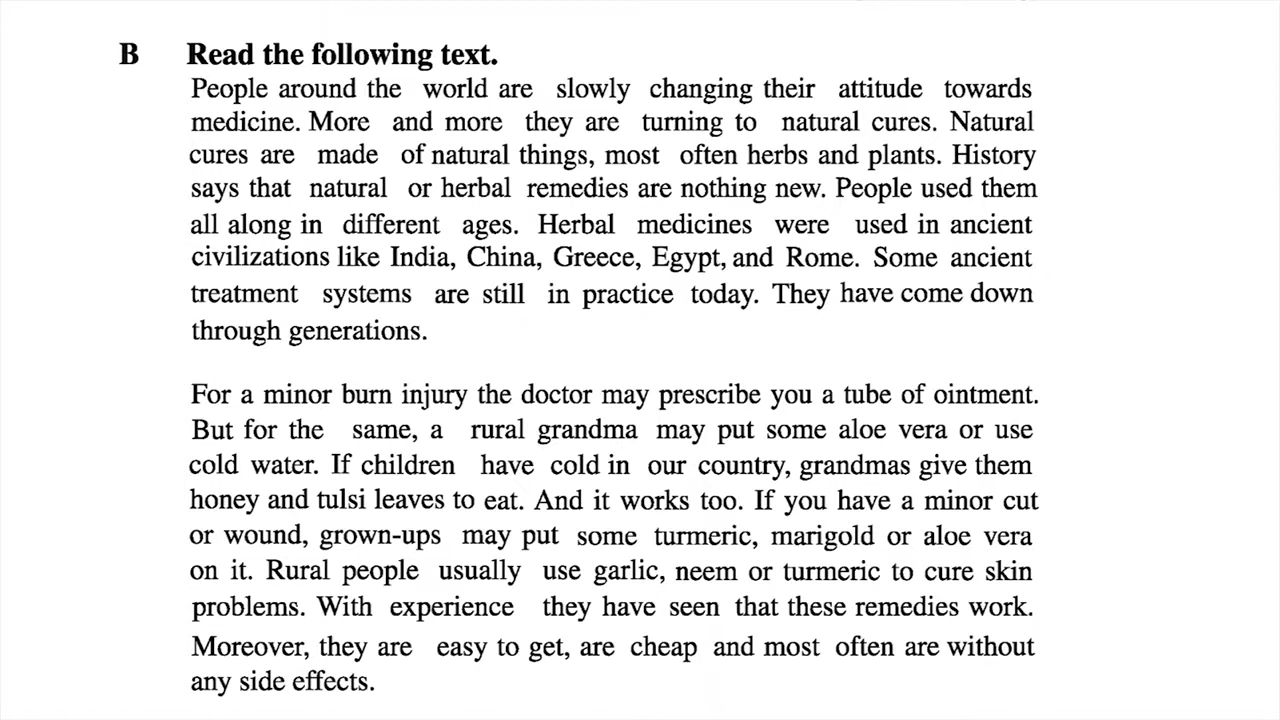 B Read the following text.
People around the world are slowly changing their attitude towards
medicine. More and more they are turning to natural cures. Natural
cures are made of natural things, most often herbs and plants. History
says that natural or herbal remedies are nothing new. People used them
all along in different ages. Herbal medicines were used in ancient
civilizations like India, China, Greece, Egypt, and Rome. Some ancient
treatment systems are still in practice today. They have come down
through generations.
For a minor burn injury the doctor may prescribe you a tube of ointment.
But for the same, a rural grandma may put some aloe vera or use
cold water. If children have cold in our country, grandmas give them
honey and tulsi leaves to eat. And it works too. If you have a minor cut
or wound, grown-ups may put some turmeric, marigold or aloe vera
on it. Rural people usually use garlic, neem or turmeric to cure skin
problems. With experience they have seen that these remedies work.
Moreover, they are easy to get, are cheap and most often are without
any side effects.